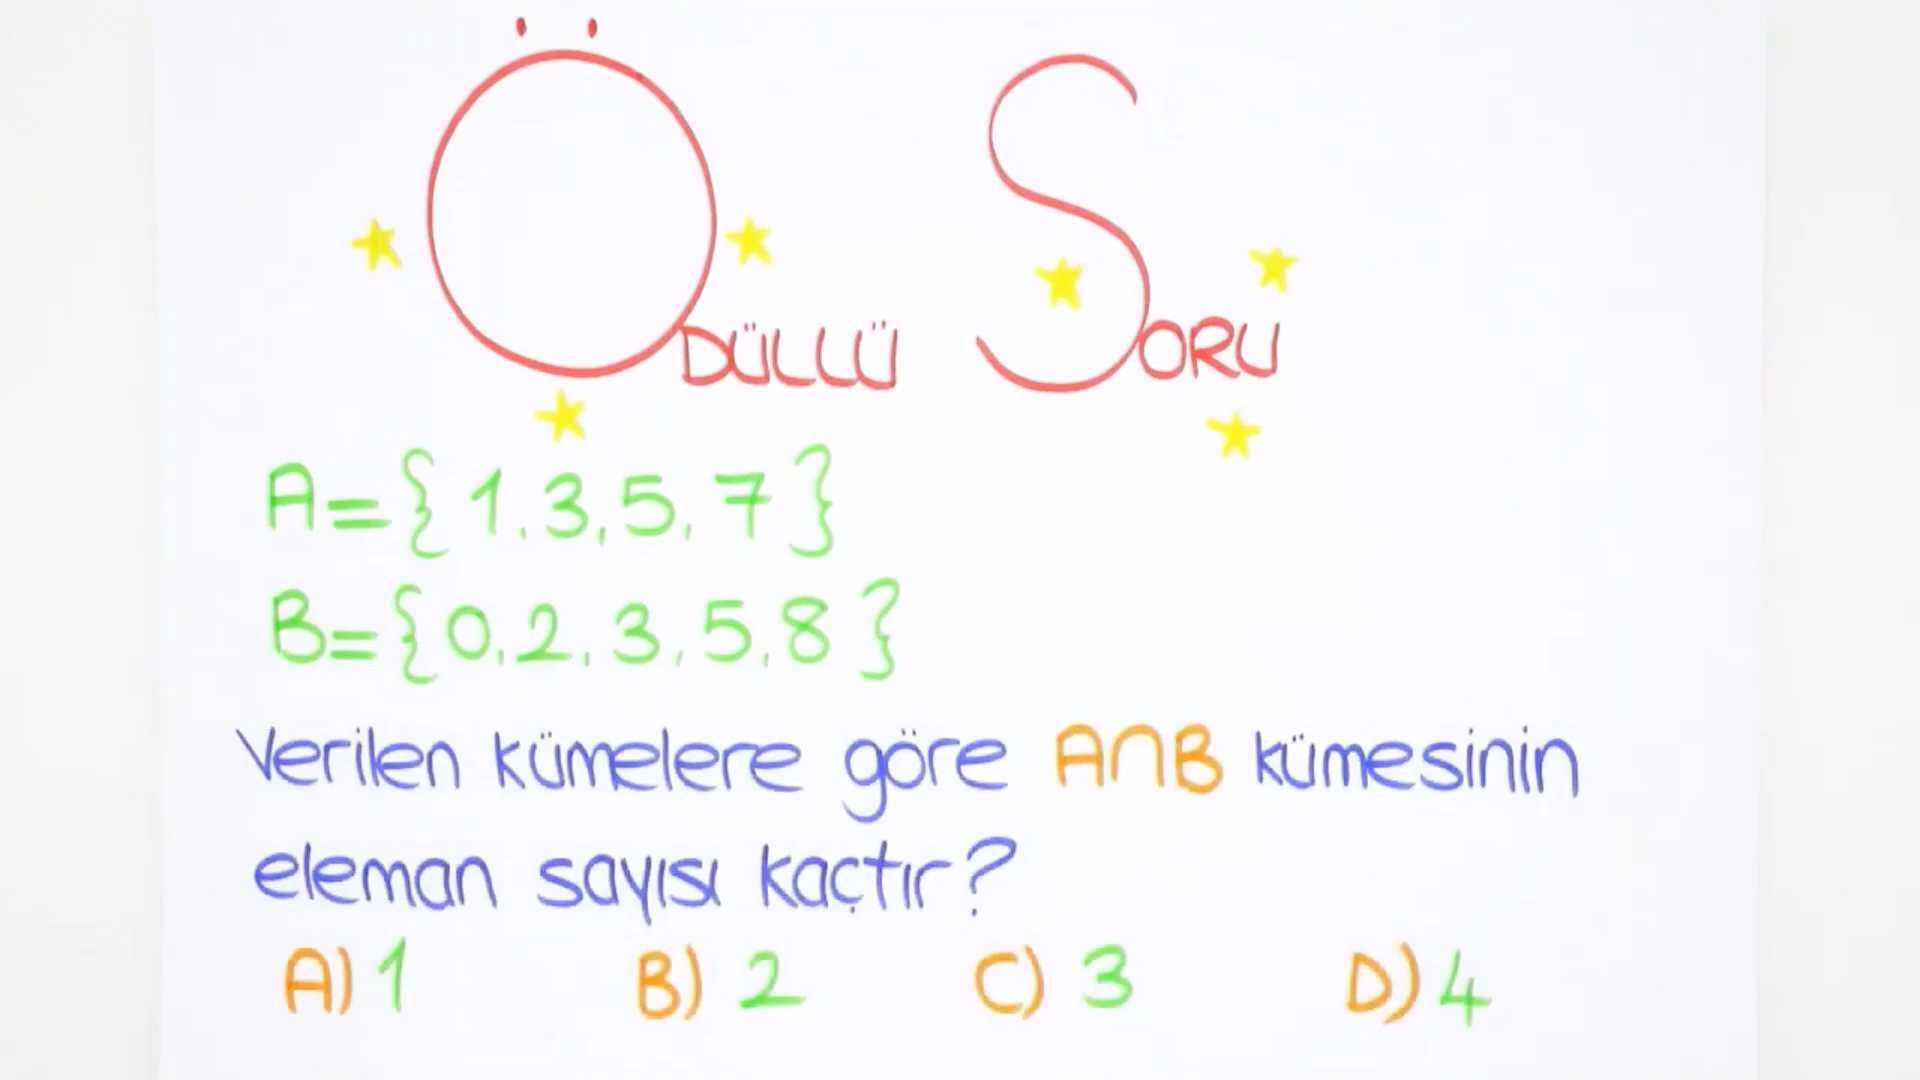 ÖDÜLLÜ SORU
A={1,3,5,7}
B={0,2,3,5,8}
Verilen kümelere göre A∩B kümesinin
eleman sayısı kaçtır?
A) 1 B) 2 C) 3 D) 4